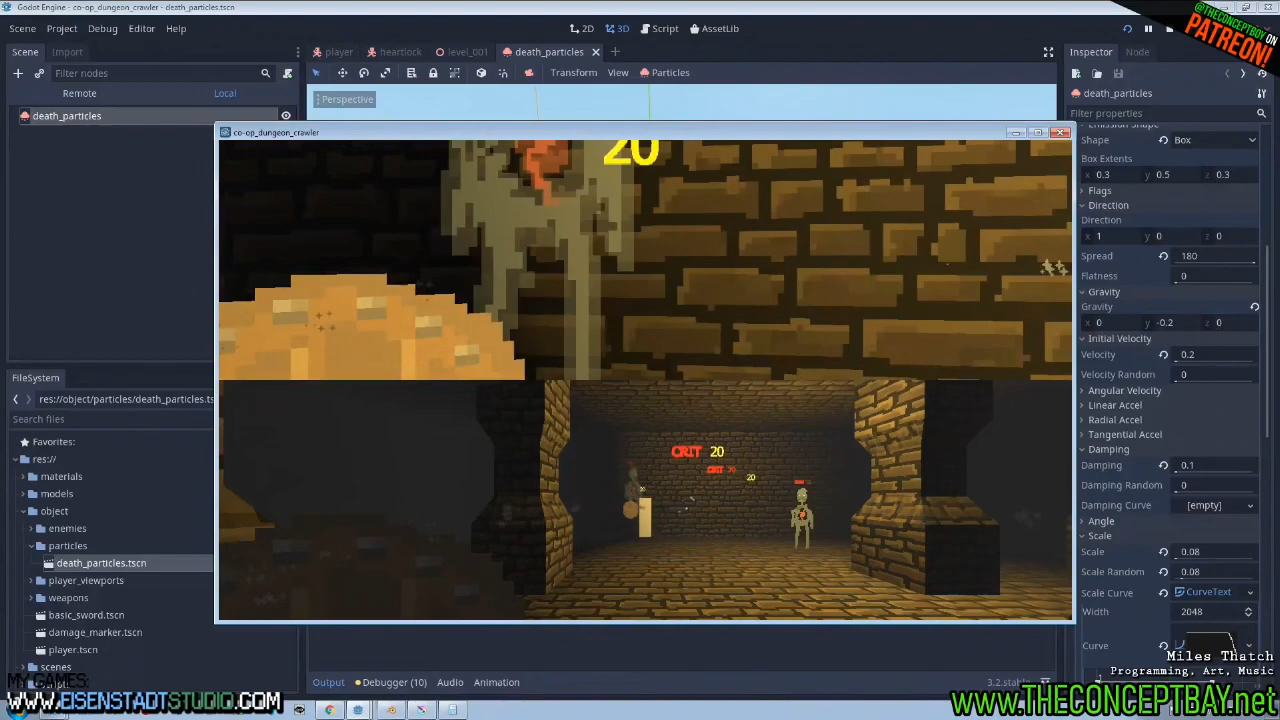 Godot Engine - co-op_dungeon_crawler - death_particles.tscn
Scene Project Debug Editor Help
2D 3D Script AssetLib
@THECONCEPTBOY ON
PATREON!
Scene Import
player heartlock level_001 death_particles
Inspector Node
Filter nodes
Transform View Particles
Remote Local
death_particles
Filter properties
Perspective
death_particles
co-op_dungeon_crawler
20
CRIT 20
20
Emission Shape
Shape Box
Box Extents
x 0.3 y 0.5 z 0.3
Flags
Direction
Direction
x 1 y 0 z 0
Spread 180
Flatness 0
Gravity
Gravity
x 0 y -0.2 z 0
Initial Velocity
Velocity 0.2
Velocity Random 0
Angular Velocity
Linear Accel
Radial Accel
Tangential Accel
Damping
Damping 0.1
Damping Random 0
Damping Curve [empty]
Angle
Scale
Scale 0.08
Scale Random 0.08
Scale Curve CurveText
Width 2048
Curve
FileSystem
res://object/particles/death_particles.ts
Search files
Favorites:
res://
materials
models
object
enemies
particles
death_particles.tscn
player_viewports
weapons
basic_sword.tscn
damage_marker.tscn
player.tscn
scenes
Output Debugger (10) Audio Animation
3.2.stable
MY GAMES:
WWW.EISENSTADTSTUDIO.COM
Miles Thatch
Programming, Art, Music
www.THECONCEPTBAY.net